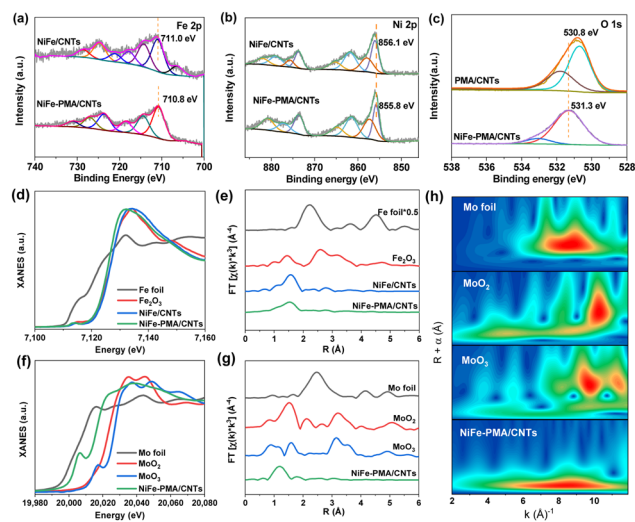 (a)
Fe 2p
NiFe/CNTs
711.0 eV
NiFe-PMA/CNTs
710.8 eV
Intensity (a.u.)
740 730 720 710 700
Binding energy (eV)
(b)
Ni 2p
NiFe/CNTs
856.1 eV
NiFe-PMA/CNTs
855.8 eV
Intensity (a.u.)
880 870 860 850
Binding Energy (eV)
(c)
O 1s
530.8 eV
PMA/CNTs
531.3 eV
NiFe-PMA/CNTs
Intensity(a.u.)
538 536 534 532 530 528
Binding energy (eV)
(d)
XANES (a.u.)
Fe foil
Fe2O3
NiFe/CNTs
NiFe-PMA/CNTs
7,100 7,120 7,140 7,160
Energy (eV)
(e)
FT [χ(k)*k³] (Å⁻⁴)
Fe foil*0.5
Fe2O3
NiFe/CNTs
NiFe-PMA/CNTs
0 1 2 3 4 5 6
R (Å)
(f)
XANES (a.u.)
Mo foil
MoO2
MoO3
NiFe-PMA/CNTs
19,980 20,000 20,020 20,040 20,060 20,080
Energy (eV)
(g)
FT [χ(k)*k³] (Å⁻⁴)
Mo foil
MoO2
MoO3
NiFe-PMA/CNTs
0 1 2 3 4 5 6
R (Å)
(h)
R + α (Å)
Mo foil
MoO2
MoO3
NiFe-PMA/CNTs
2 4 6 8 10
k (Å)⁻¹